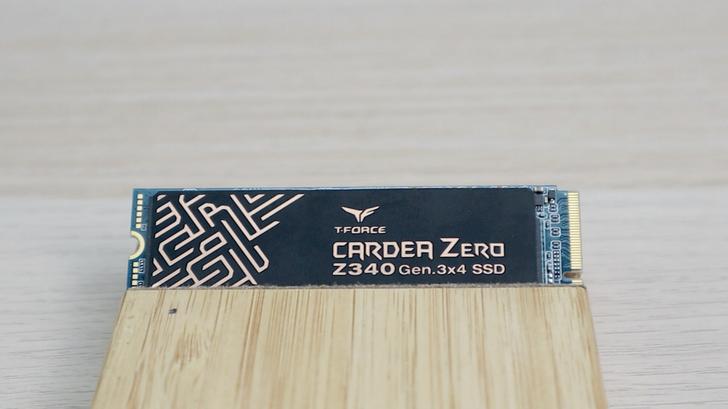 T-FORCE
CARDEA ZERO
Z340 Gen.3x4 SSD